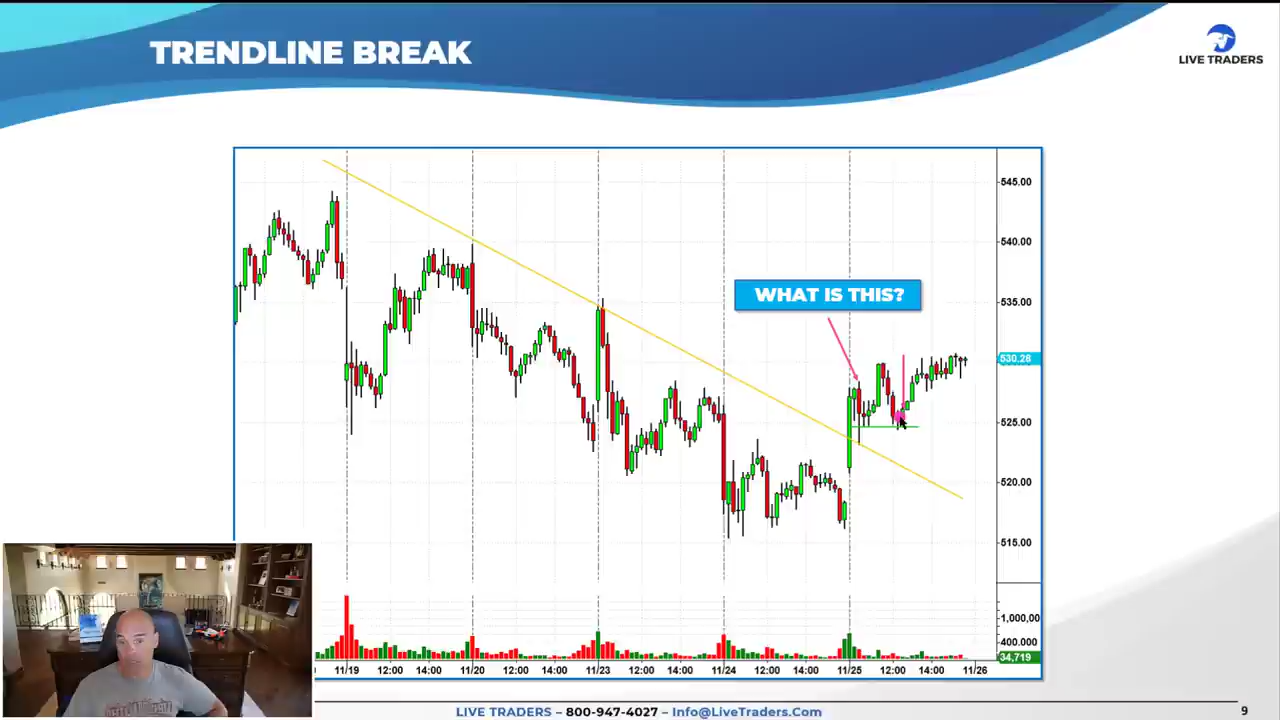 TRENDLINE BREAK
LIVE TRADERS
545.00
540.00
WHAT IS THIS?
535.00
530.28
525.00
520.00
515.00
1,000,00
400.000
34,719
11/19 12:00 14:00 11/20 12:00 14:00 11/23 12:00 14:00 11/24 12:00 14:00 11/25 12:00 14:00 11/26
LIVE TRADERS – 800-947-4027 – Info@LiveTraders.Com
9